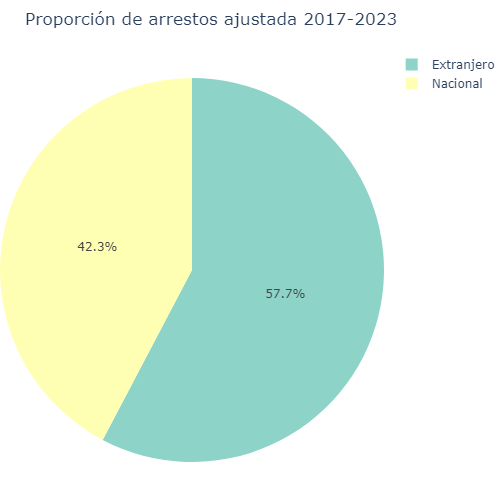 Proporción de arrestos ajustada 2017-2023
Extranjero
Nacional
42.3%
57.7%